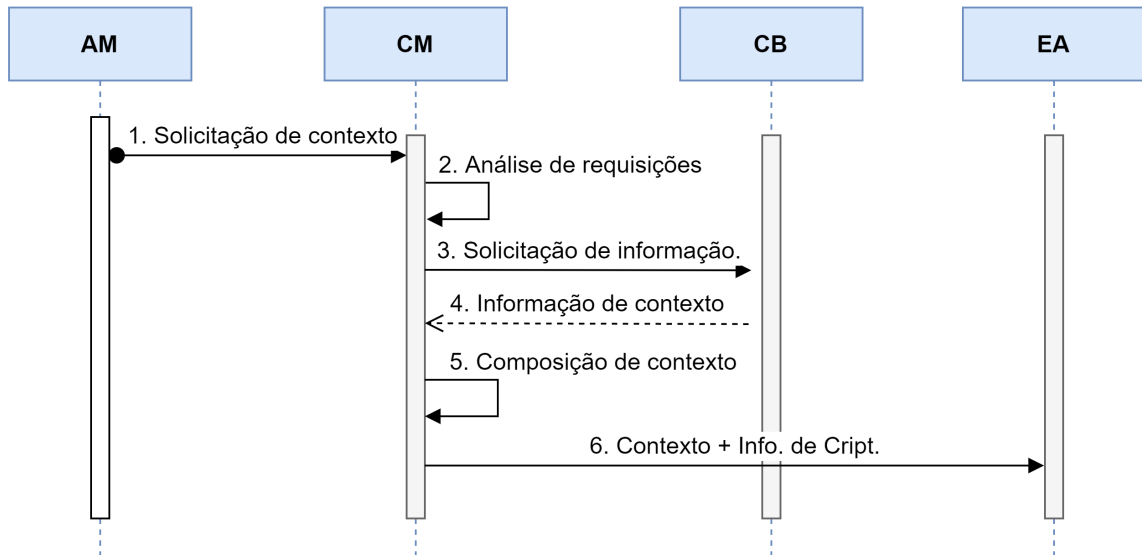 AM
CM
CB
EA
1. Solicitação de contexto
2. Análise de requisições
3. Solicitação de informação.
4. Informação de contexto
5. Composição de contexto
6. Contexto + Info. de Cript.